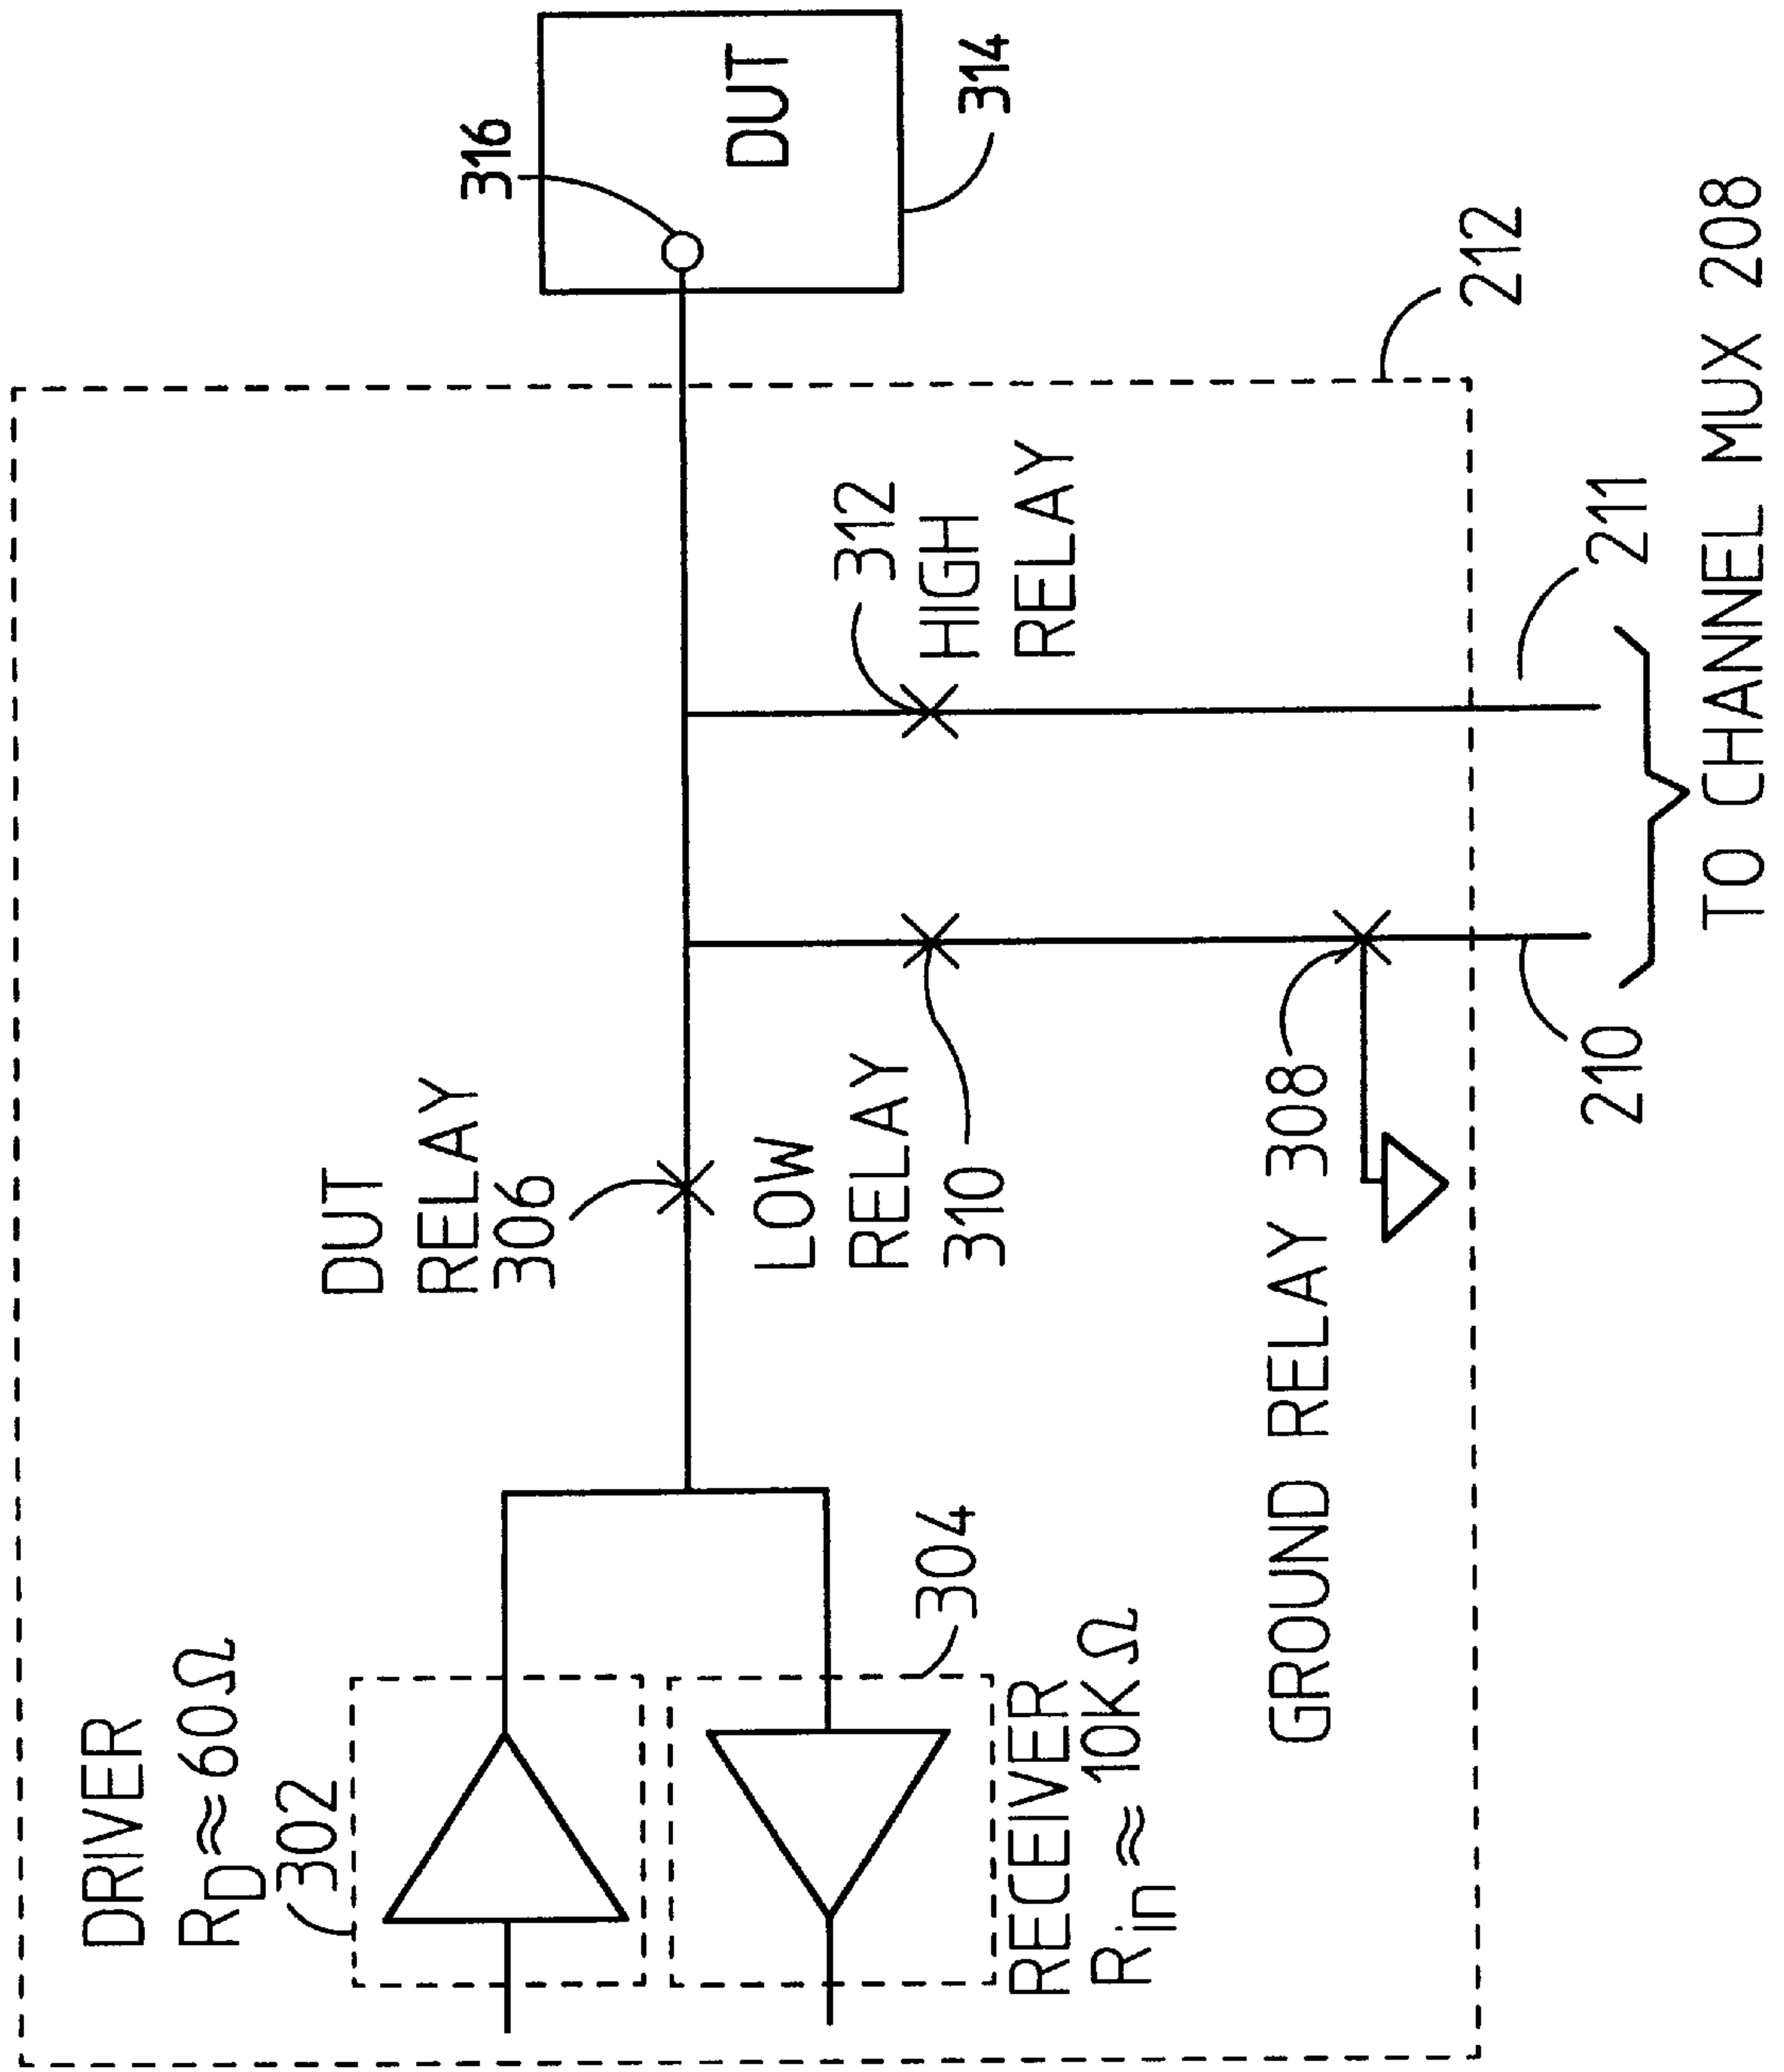 DRIVER
R_D≈60Ω
302
DUT
RELAY
306
316
DUT
314
LOW
RELAY
310
312
HIGH
RELAY
304
RECEIVER
R_in≈10KΩ
GROUND RELAY 308
212
210
211
TO CHANNEL MUX 208